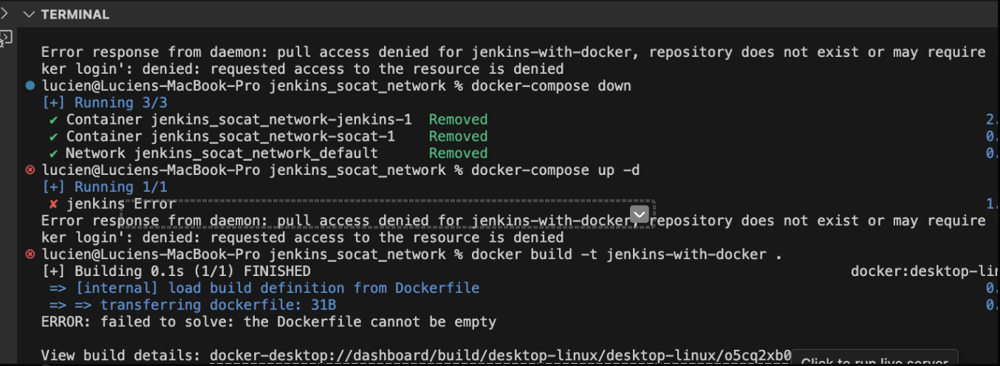 TERMINAL
Error response from daemon: pull access denied for jenkins-with-docker, repository does not exist or may require
ker login': denied: requested access to the resource is denied
lucien@Luciens-MacBook-Pro jenkins_socat_network % docker-compose down
[+] Running 3/3
✔ Container jenkins_socat_network-jenkins-1 Removed 2.
✔ Container jenkins_socat_network-socat-1 Removed 0.
✔ Network jenkins_socat_network_default Removed 0.
lucien@Luciens-MacBook-Pro jenkins_socat_network % docker-compose up -d
[+] Running 1/1
✘ jenkins Error 1.
Error response from daemon: pull access denied for jenkins-with-docker, repository does not exist or may require
ker login': denied: requested access to the resource is denied
lucien@Luciens-MacBook-Pro jenkins_socat_network % docker build -t jenkins-with-docker .
[+] Building 0.1s (1/1) FINISHED docker:desktop-lin
=> [internal] load build definition from Dockerfile 0.
=> => transferring dockerfile: 31B 0.
ERROR: failed to solve: the Dockerfile cannot be empty
View build details: docker-desktop://dashboard/build/desktop-linux/desktop-linux/o5cq2xb0
Click to run live server